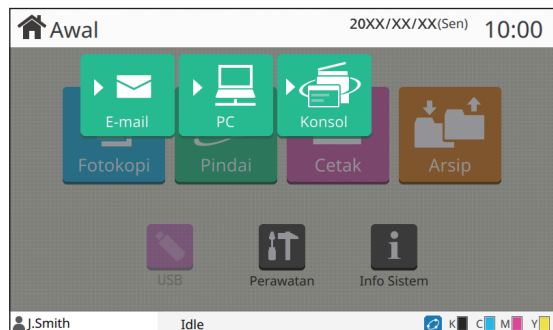 Awal 20XX/XX/XX(Sen) 10:00
E-mail PC Konsol
Fotokopi Pindai Cetak Arsip
USB Perawatan Info Sistem
J.Smith Idle K C M Y